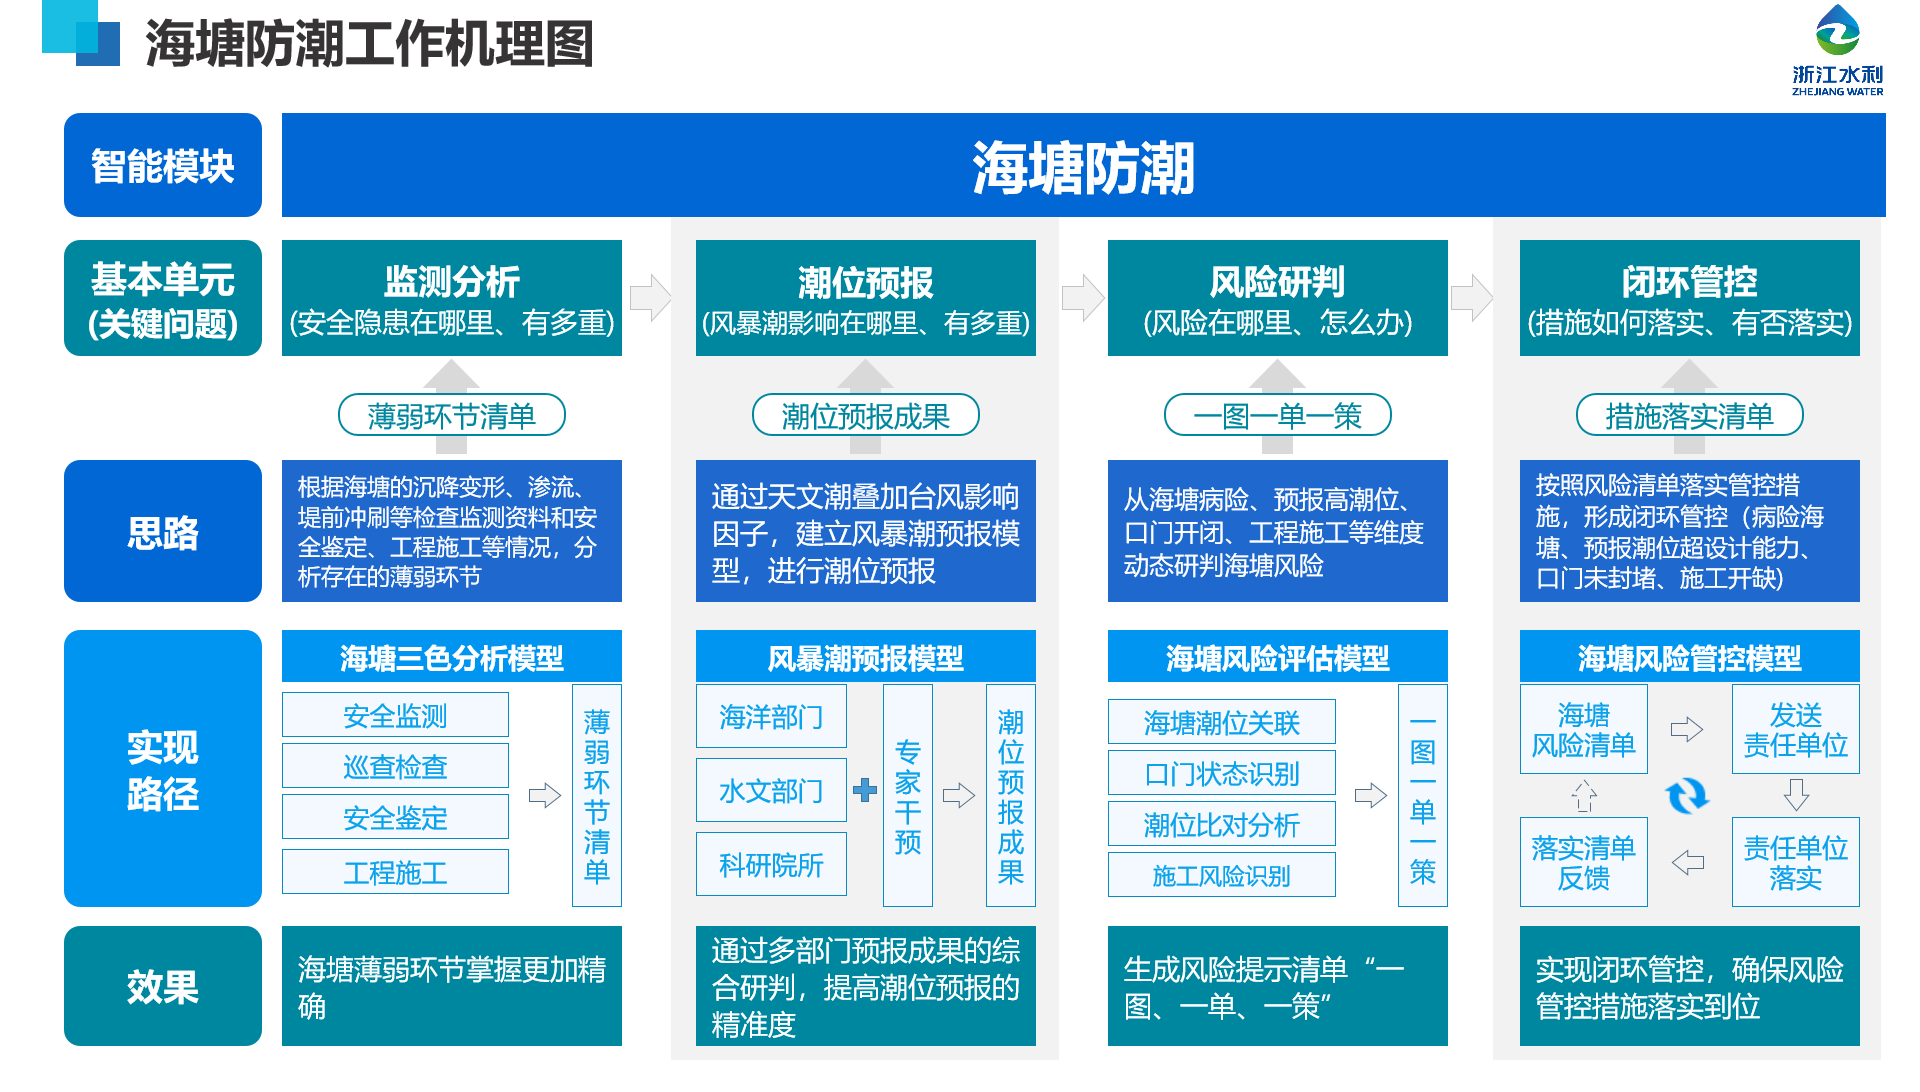 海塘防潮工作机理图
浙江水利
ZHEJIANG WATER
智能模块
海塘防潮
基本单元
(关键问题)
监测分析
(安全隐患在哪里、有多重)
潮位预报
(风暴潮影响在哪里、有多重)
风险研判
(风险在哪里、怎么办)
闭环管控
(措施如何落实、有否落实)
薄弱环节清单
潮位预报成果
一图一单一策
措施落实清单
思路
根据海塘的沉降变形、渗流、
堤前冲刷等检查监测资料和安
全鉴定、工程施工等情况，分
析存在的薄弱环节
通过天文潮叠加台风影响
因子，建立风暴潮预报模
型，进行潮位预报
从海塘病险、预报高潮位、
口门开闭、工程施工等维度
动态研判海塘风险
按照风险清单落实管控措
施，形成闭环管控（病险海
塘、预报潮位超设计能力、
口门未封堵、施工开缺)
实现
路径
海塘三色分析模型
安全监测
巡查检查
安全鉴定
工程施工
薄弱环节清单
风暴潮预报模型
海洋部门
水文部门
科研院所
专家干预
潮位预报成果
海塘风险评估模型
海塘潮位关联
口门状态识别
潮位比对分析
施工风险识别
一图一单一策
海塘风险管控模型
海塘
风险清单
发送
责任单位
落实清单
反馈
责任单位
落实
效果
海塘薄弱环节掌握更加精
确
通过多部门预报成果的综
合研判，提高潮位预报的
精准度
生成风险提示清单“一
图、一单、一策”
实现闭环管控，确保风险
管控措施落实到位